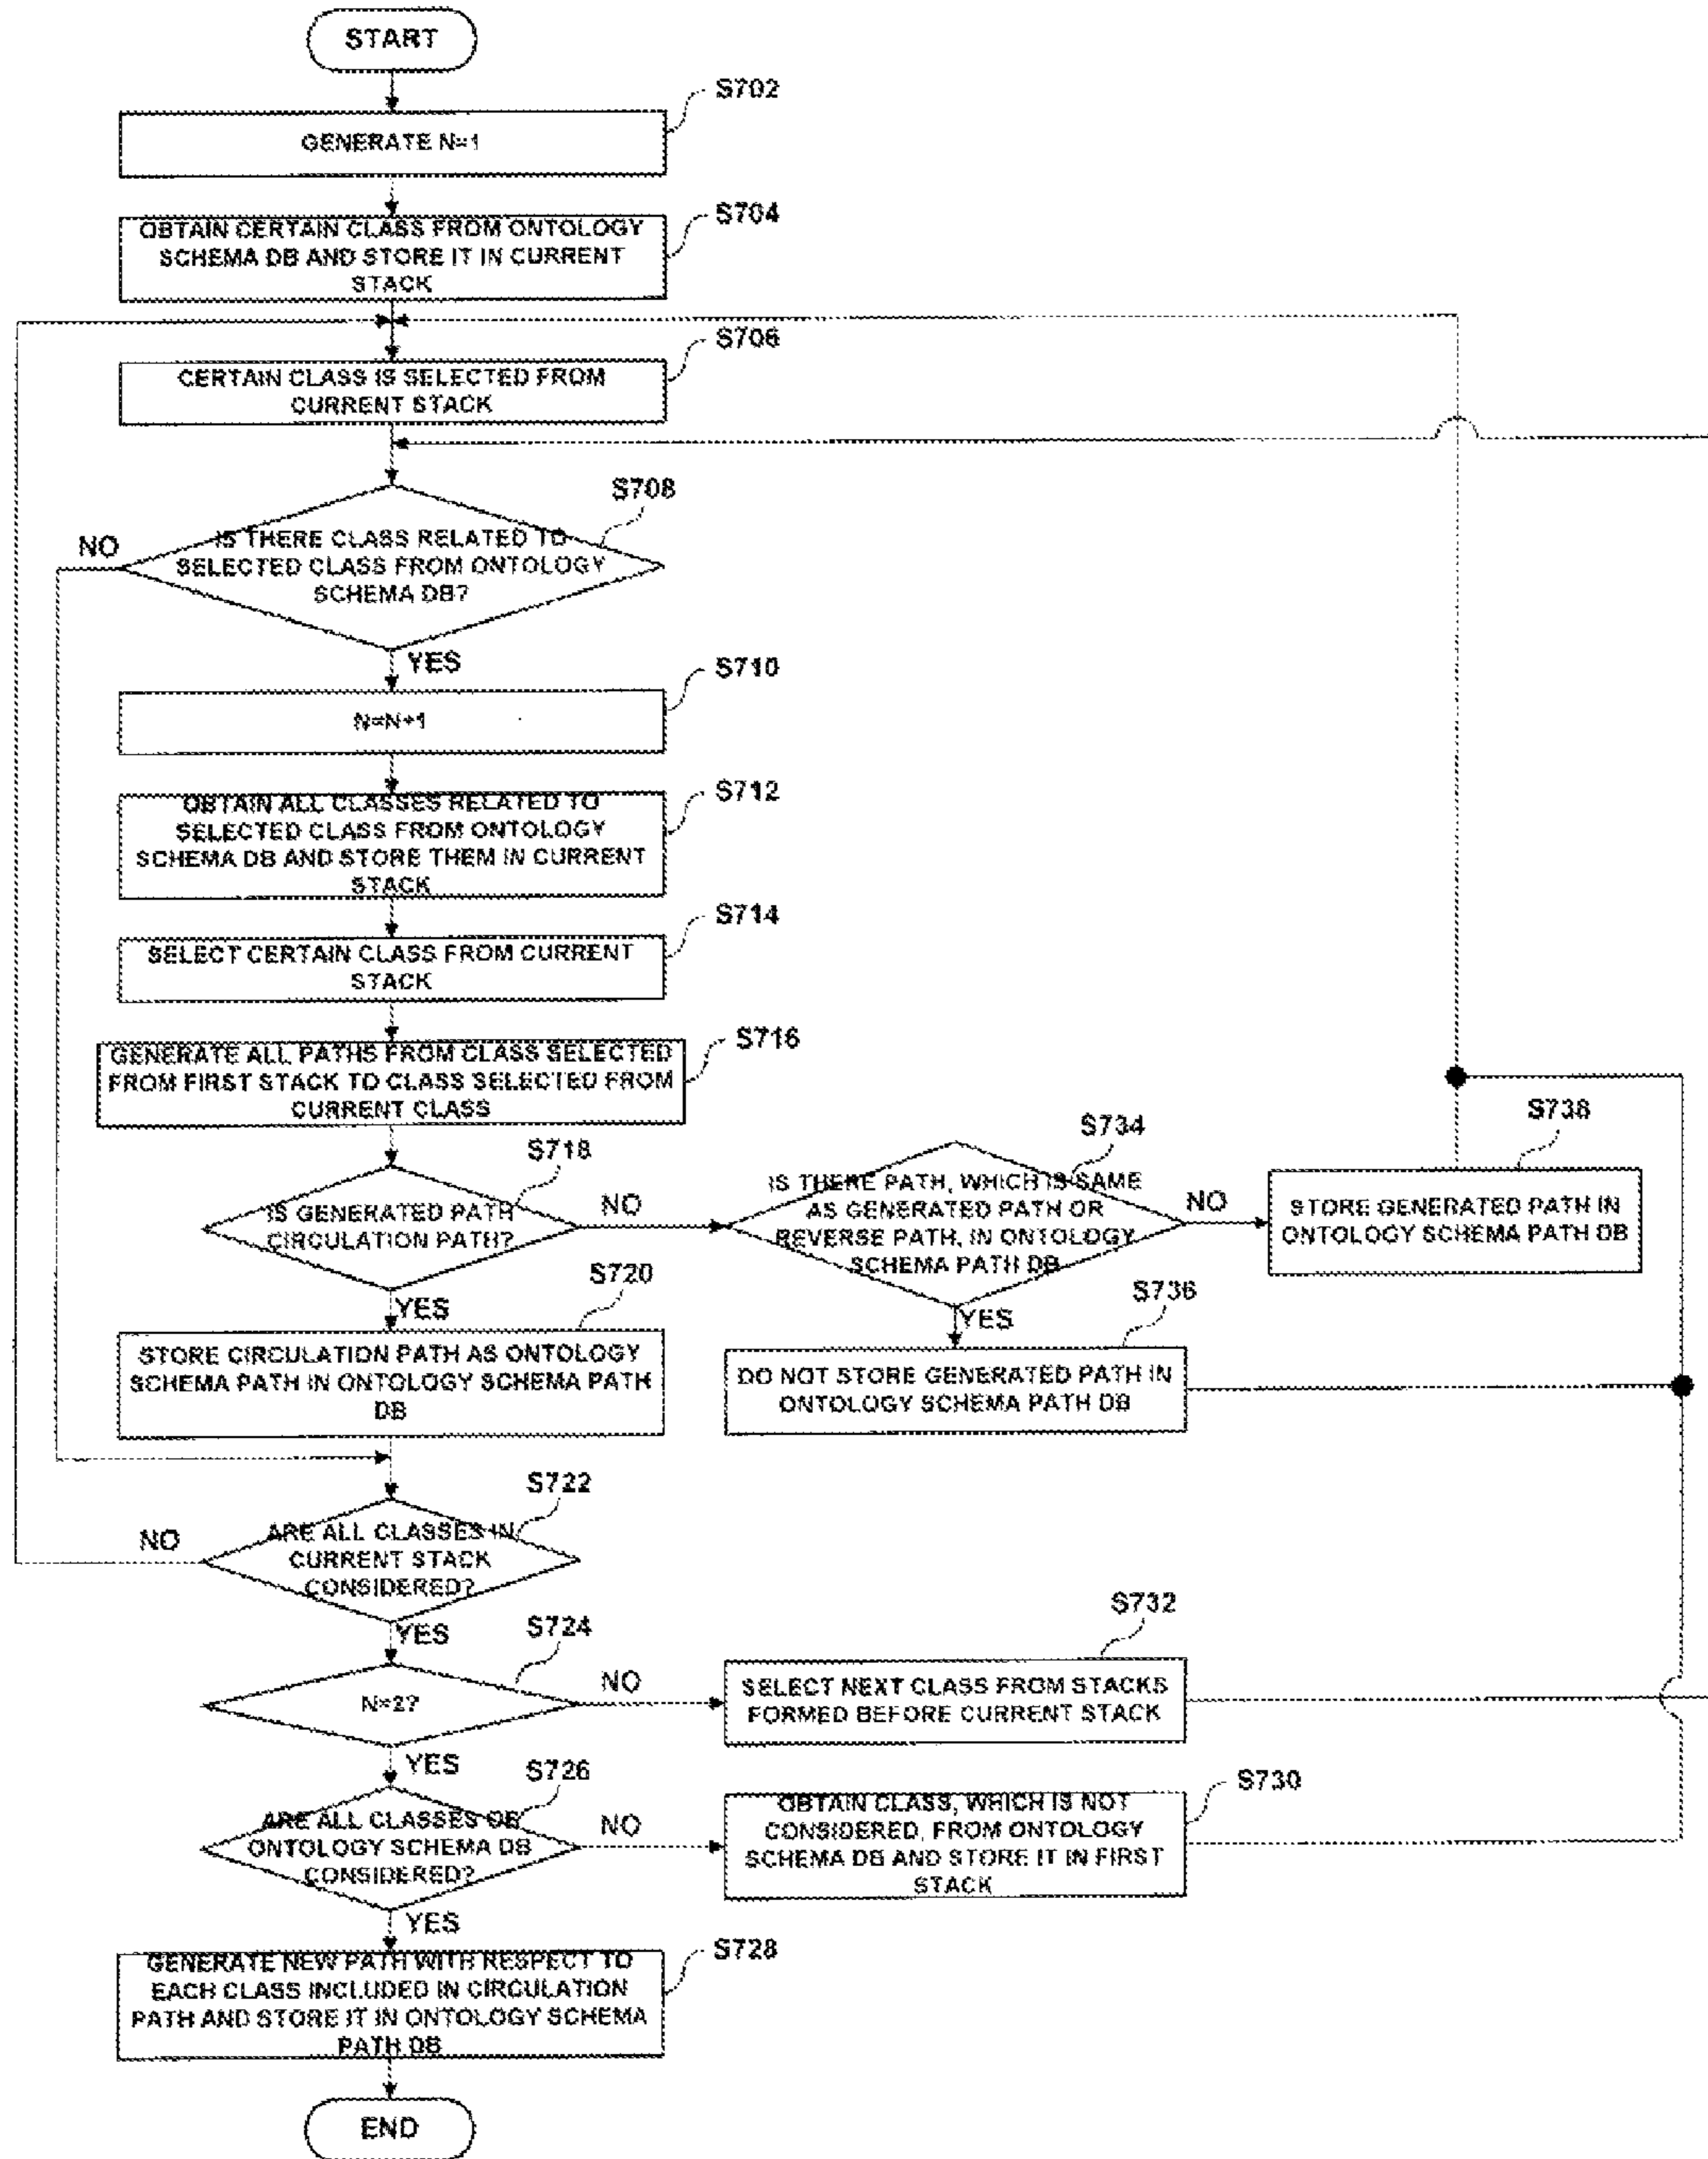 START
S702
GENERATE N=1
S704
OBTAIN CERTAIN CLASS FROM ONTOLOGY
SCHEMA DB AND STORE IT IN CURRENT
STACK
S706
CERTAIN CLASS IS SELECTED FROM
CURRENT STACK
S708
IS THERE CLASS RELATED TO
SELECTED CLASS FROM ONTOLOGY
SCHEMA DB?
NO
YES
S710
N=N+1
S712
OBTAIN ALL CLASSES RELATED TO
SELECTED CLASS FROM ONTOLOGY
SCHEMA DB AND STORE THEM IN CURRENT
STACK
S714
SELECT CERTAIN CLASS FROM CURRENT
STACK
S716
GENERATE ALL PATHS FROM CLASS SELECTED
FROM FIRST STACK TO CLASS SELECTED FROM
CURRENT CLASS
S718
IS GENERATED PATH
CIRCULATION PATH?
NO
YES
S734
IS THERE PATH, WHICH IS SAME
AS GENERATED PATH OR
REVERSE PATH, IN ONTOLOGY
SCHEMA PATH DB
NO
YES
S738
STORE GENERATED PATH IN
ONTOLOGY SCHEMA PATH DB
S720
STORE CIRCULATION PATH AS ONTOLOGY
SCHEMA PATH IN ONTOLOGY SCHEMA PATH
DB
S736
DO NOT STORE GENERATED PATH IN
ONTOLOGY SCHEMA PATH DB
S722
ARE ALL CLASSES IN
CURRENT STACK
CONSIDERED?
NO
YES
S724
N=2?
NO
YES
S732
SELECT NEXT CLASS FROM STACKS
FORMED BEFORE CURRENT STACK
S726
ARE ALL CLASSES OB
ONTOLOGY SCHEMA DB
CONSIDERED?
NO
YES
S730
OBTAIN CLASS, WHICH IS NOT
CONSIDERED, FROM ONTOLOGY
SCHEMA DB AND STORE IT IN FIRST
STACK
S728
GENERATE NEW PATH WITH RESPECT TO
EACH CLASS INCLUDED IN CIRCULATION
PATH AND STORE IT IN ONTOLOGY SCHEMA
PATH DB
END